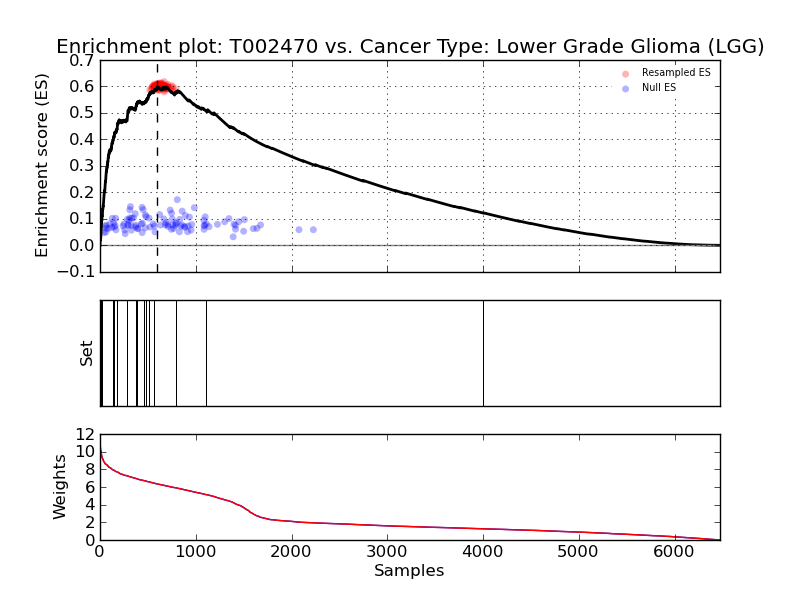 Enrichment plot: T002470 vs. Cancer Type: Lower Grade Glioma (LGG)
Enrichment score (ES)
0.7
0.6
0.5
0.4
0.3
0.2
0.1
0.0
−0.1
Resampled ES
Null ES
Set
Weights
12
10
8
6
4
2
0
0 1000 2000 3000 4000 5000 6000
Samples